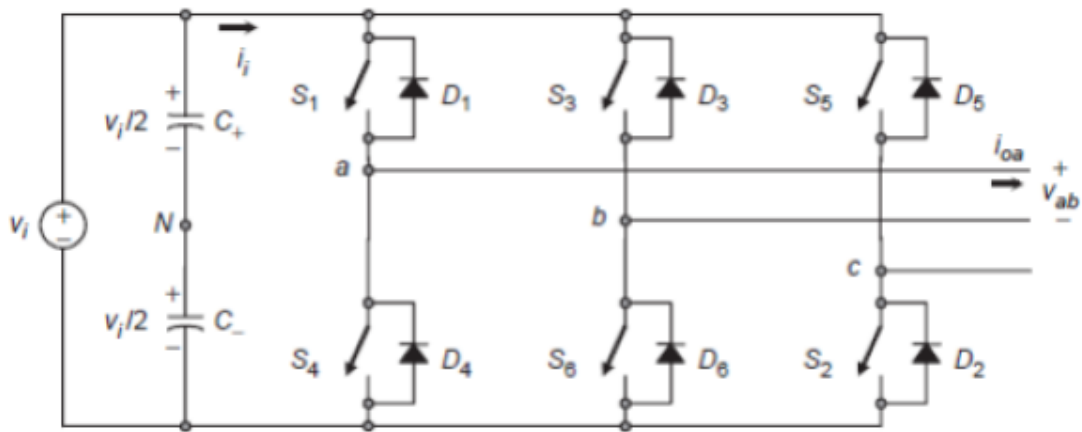 i_i
+
v_i/2
C_+
−
S_1
D_1
S_3
D_3
S_5
D_5
i_oa
+
v_ab
−
a
b
c
v_i
+
−
N
+
v_i/2
C_−
−
S_4
D_4
S_6
D_6
S_2
D_2